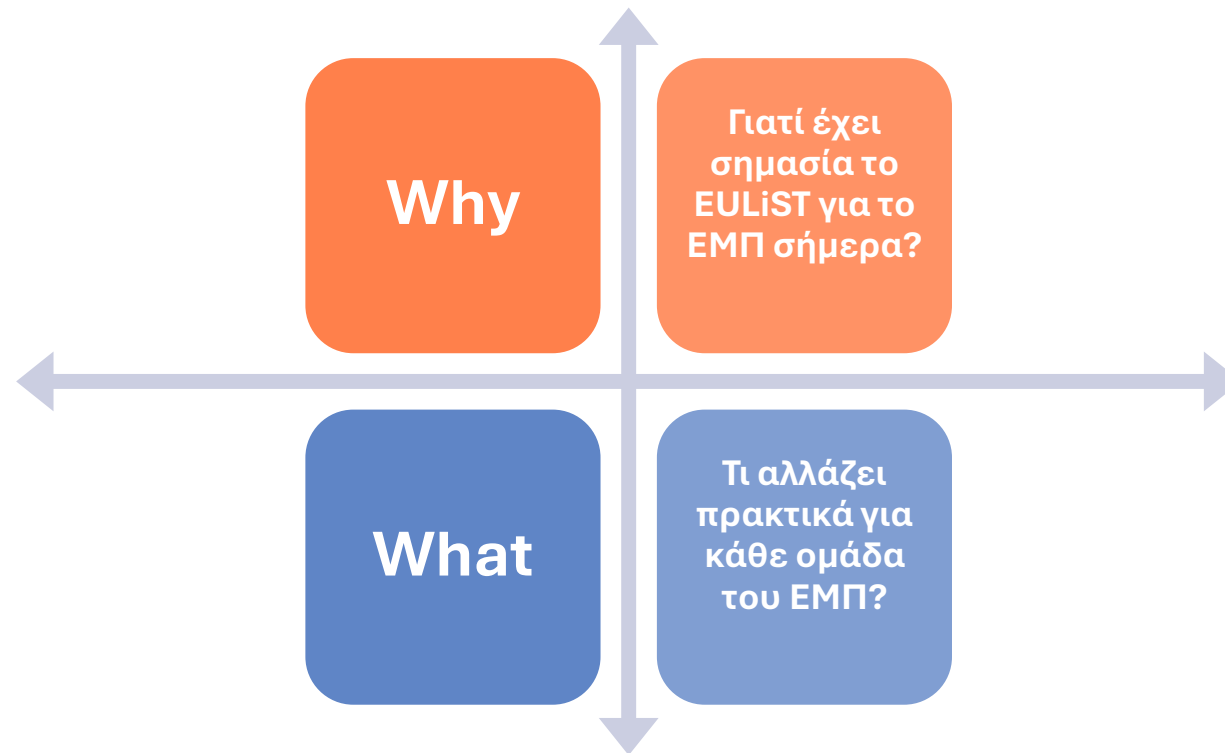 Why
Γιατί έχει
σημασία το
EULiST για το
ΕΜΠ σήμερα?
What
Τι αλλάζει
πρακτικά για
κάθε ομάδα
του ΕΜΠ?